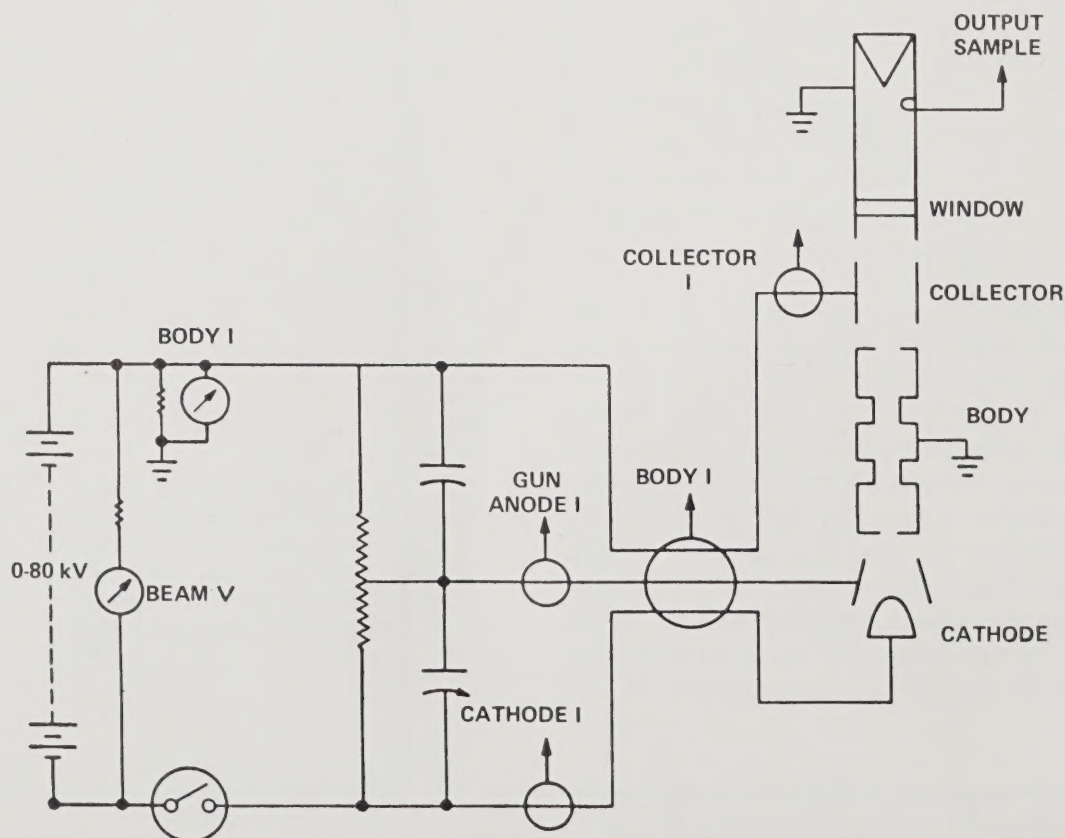 OUTPUT
SAMPLE
WINDOW
COLLECTOR
I
COLLECTOR
BODY I
BODY
GUN
ANODE I
BODY I
0-80 kV
BEAM V
CATHODE
CATHODE I